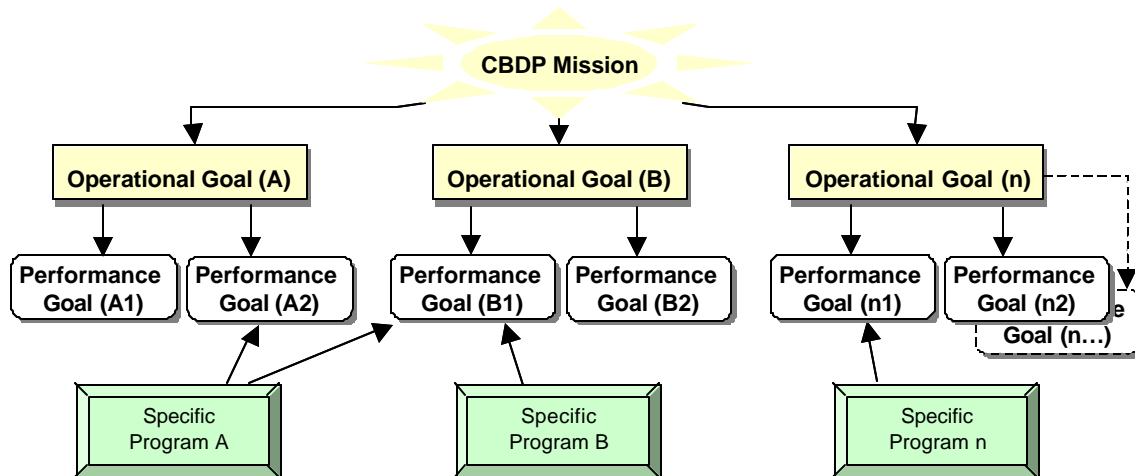 CBDP Mission
Operational Goal (A)
Operational Goal (B)
Operational Goal (n)
Performance
Goal (A1)
Performance
Goal (A2)
Performance
Goal (B1)
Performance
Goal (B2)
Performance
Goal (n1)
Performance
Goal (n2)
e
Goal (n…)
Specific
Program A
Specific
Program B
Specific
Program n